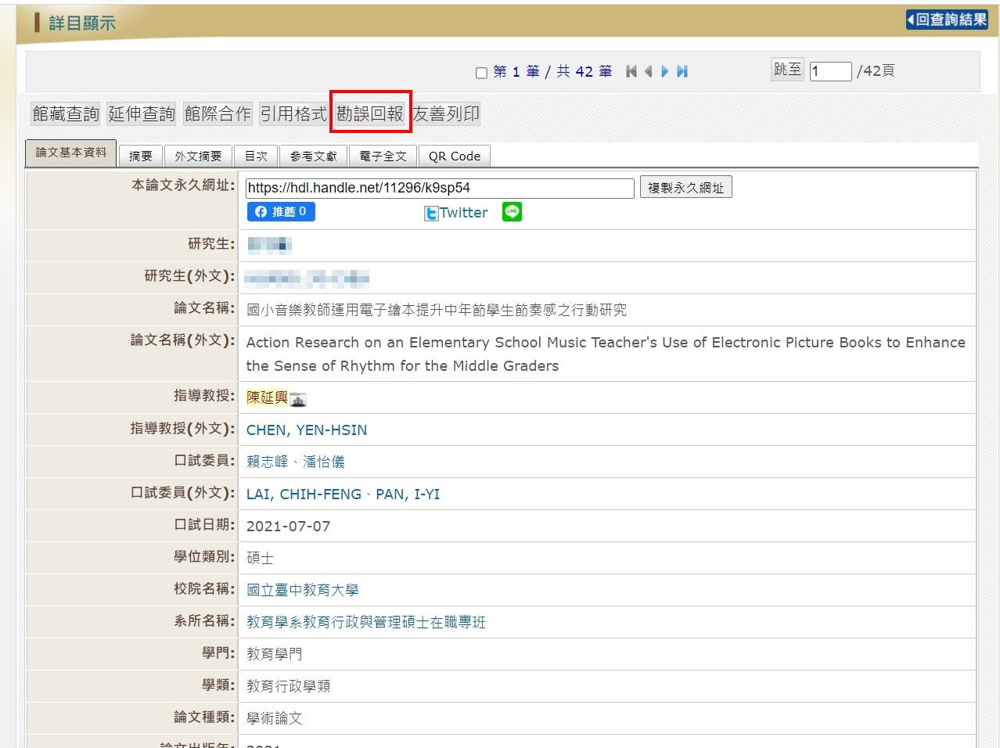 詳目顯示
回查詢結果
第 1 筆 / 共 42 筆 跳至 1 /42頁
館藏查詢 延伸查詢 館際合作 引用格式 勘誤回報 友善列印
論文基本資料 摘要 外文摘要 目次 參考文獻 電子全文 QR Code
本論文永久網址: https://hdl.handle.net/11296/k9sp54 複製永久網址
推薦 0 Twitter LINE
研究生:
研究生(外文):
論文名稱: 國小音樂教師運用電子繪本提升中年節學生節奏感之行動研究
論文名稱(外文): Action Research on an Elementary School Music Teacher's Use of Electronic Picture Books to Enhance
the Sense of Rhythm for the Middle Graders
指導教授: 陳延興
指導教授(外文): CHEN, YEN-HSIN
口試委員: 賴志峰、潘怡儀
口試委員(外文): LAI, CHIH-FENG、PAN, I-YI
口試日期: 2021-07-07
學位類別: 碩士
校院名稱: 國立臺中教育大學
系所名稱: 教育學系教育行政與管理碩士在職專班
學門: 教育學門
學類: 教育行政學類
論文種類: 學術論文
論文出版年: 2021